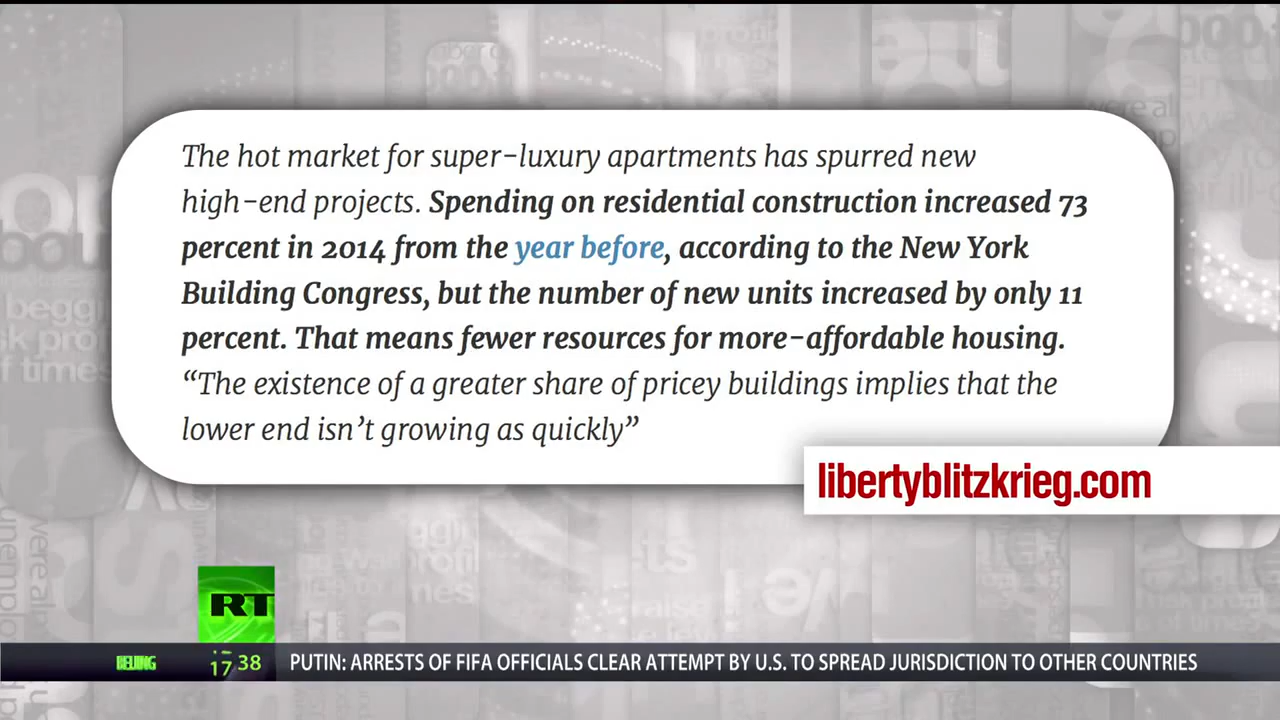 The hot market for super-luxury apartments has spurred new
high-end projects. Spending on residential construction increased 73
percent in 2014 from the year before, according to the New York
Building Congress, but the number of new units increased by only 11
percent. That means fewer resources for more-affordable housing.
“The existence of a greater share of pricey buildings implies that the
lower end isn’t growing as quickly”
libertyblitzkrieg.com
RT
BEIJING 17 38 PUTIN: ARRESTS OF FIFA OFFICIALS CLEAR ATTEMPT BY U.S. TO SPREAD JURISDICTION TO OTHER COUNTRIES